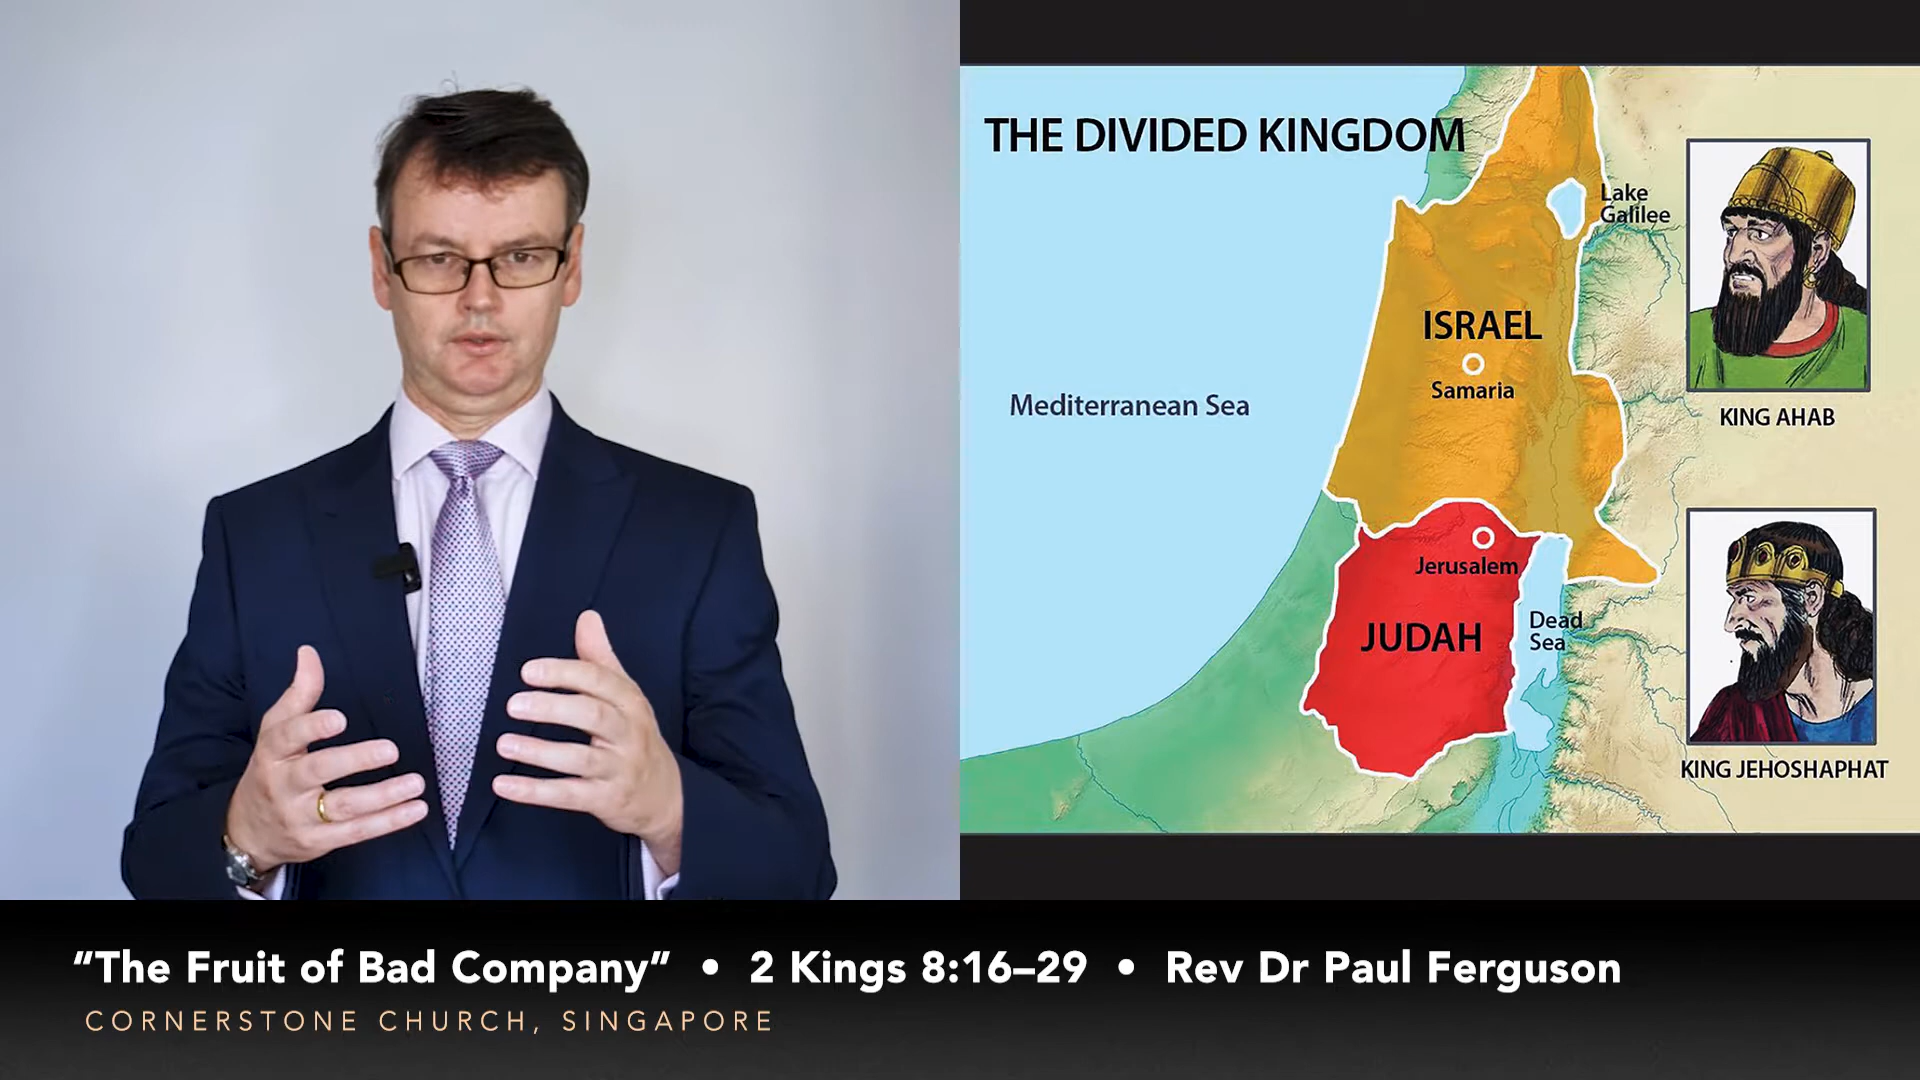 THE DIVIDED KINGDOM
Lake
Galilee
ISRAEL
Samaria
Mediterranean Sea
KING AHAB
Jerusalem
JUDAH
Dead
Sea
KING JEHOSHAPHAT
“The Fruit of Bad Company” • 2 Kings 8:16–29 • Rev Dr Paul Ferguson
CORNERSTONE CHURCH, SINGAPORE